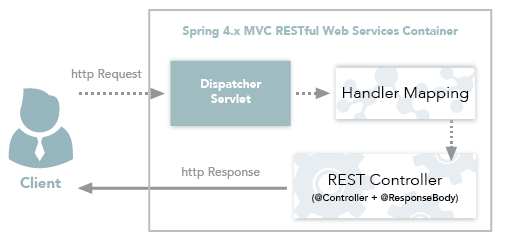 Spring 4.x MVC RESTful Web Services Container
http Request
Dispatcher
Servlet
Handler Mapping
http Response
REST Controller
(@Controller + @ResponseBody)
Client